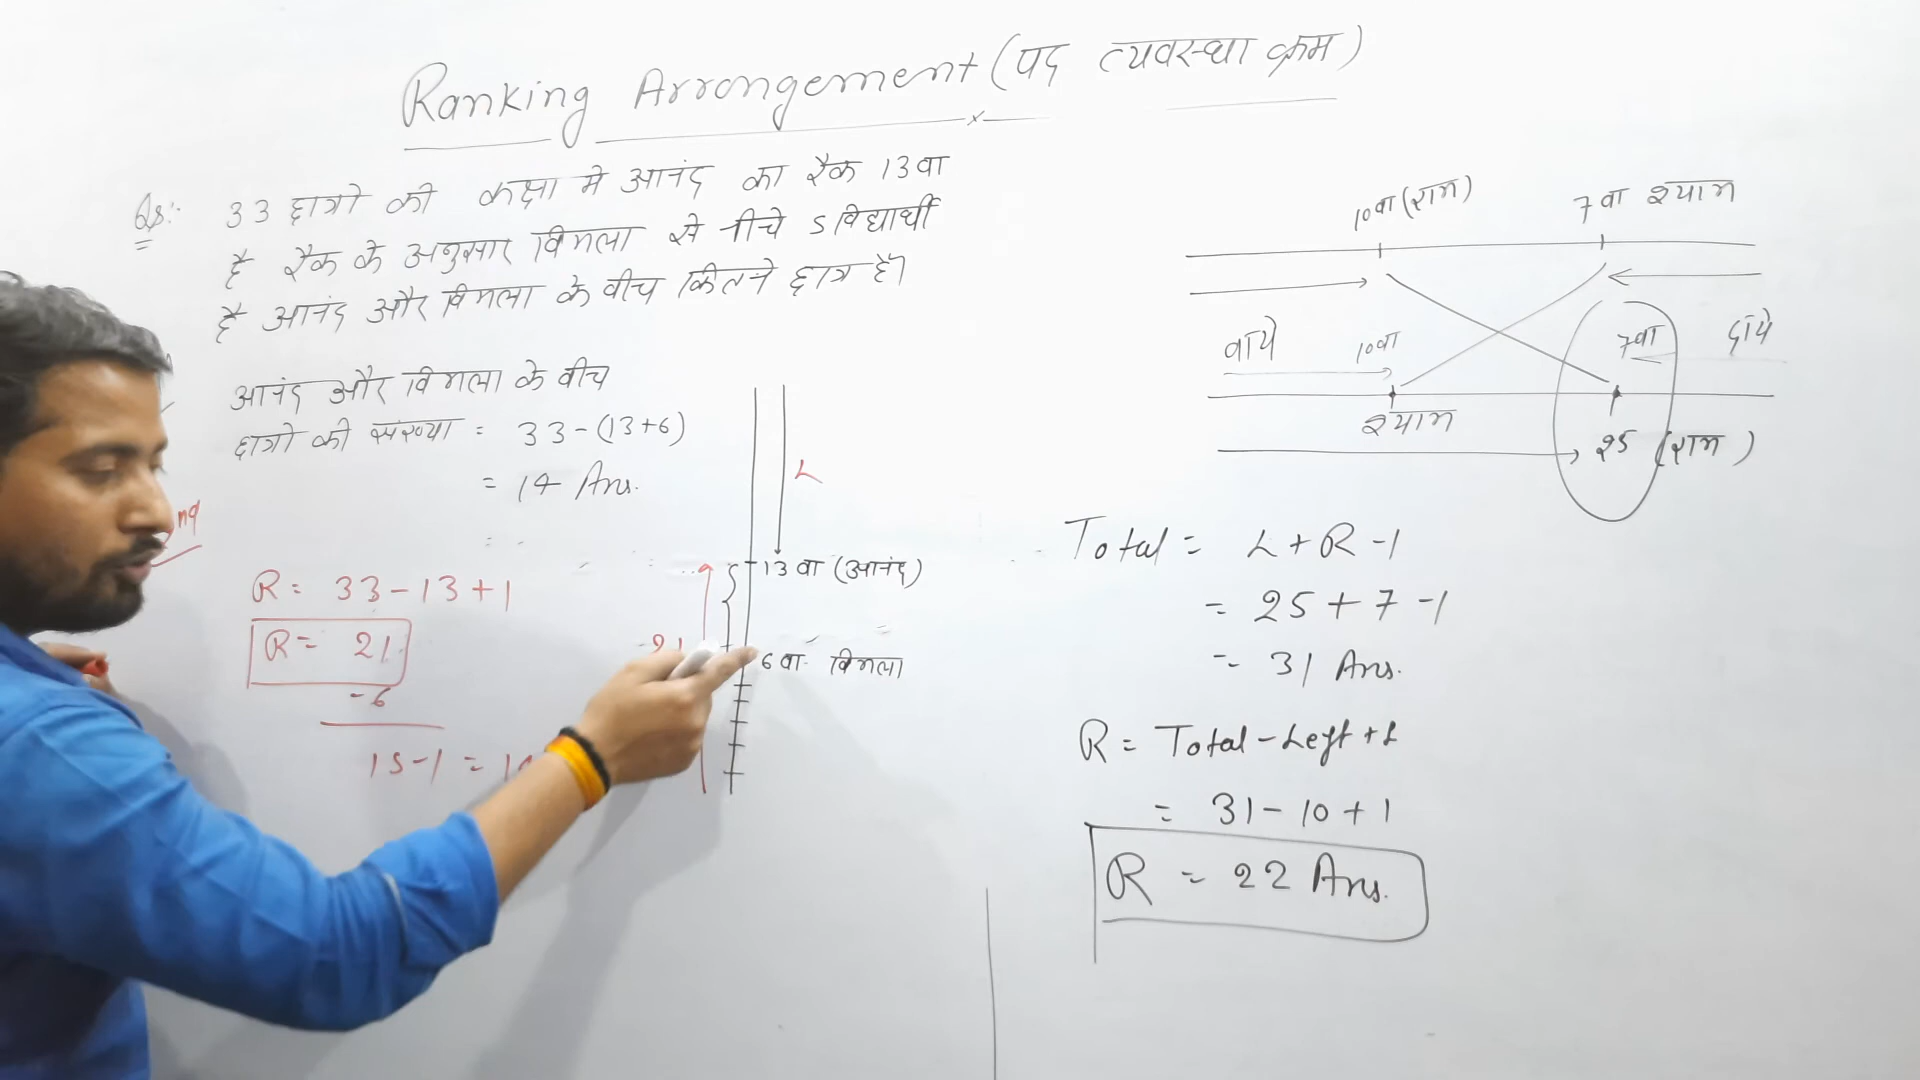 Ranking Arrangement (पद व्यवस्था क्रम)
Qs:- 33 छात्रो की कक्षा मे आनंद का रैंक 13वा
है रैंक के अनुसार विमला से नीचे 5 विद्यार्थी
है आनंद और विमला के बीच कितने छात्र है।
आनंद और विमला के बीच
छात्रो की संख्या = 33-(13+6)
= 14 Ans.
R = 33-13+1
R = 21
-6
15-1 =
L
13 वा (आनंद)
21
6 वा विमला
10वा (राम)
7वा श्याम
बाये
10वा
7वा
दाँये
श्याम
25 (राम)
Total = L+R-1
= 25+7-1
= 31 Ans.
R = Total-Left+1
= 31-10+1
R = 22 Ans.